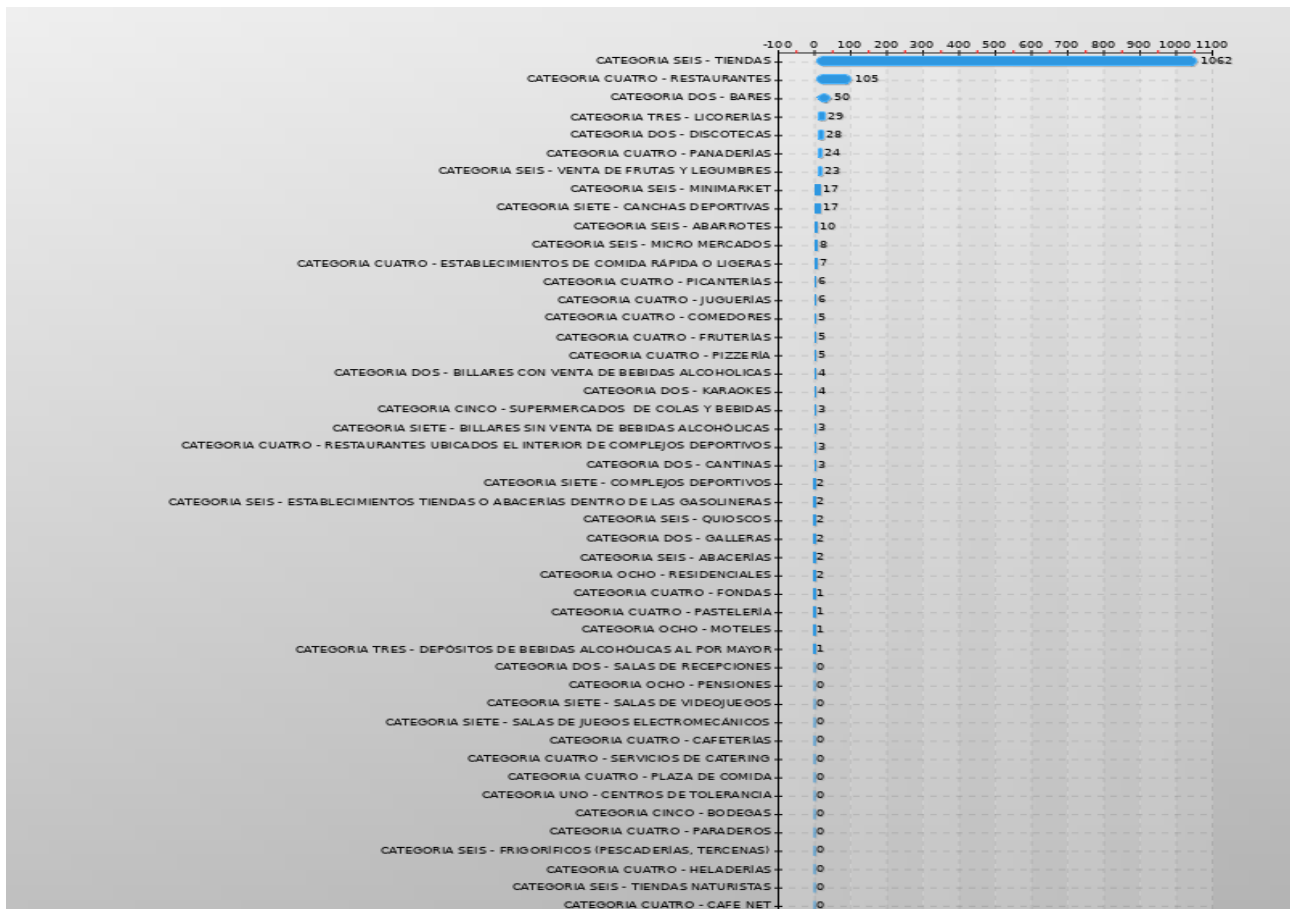 -100 0 100 200 300 400 500 600 700 800 900 1000 1100
CATEGORIA SEIS - TIENDAS 1062
CATEGORIA CUATRO - RESTAURANTES 105
CATEGORIA DOS - BARES 50
CATEGORIA TRES - LICORERÍAS 29
CATEGORIA DOS - DISCOTECAS 28
CATEGORIA CUATRO - PANADERÍAS 24
CATEGORIA SEIS - VENTA DE FRUTAS Y LEGUMBRES 23
CATEGORIA SEIS - MINIMARKET 17
CATEGORIA SIETE - CANCHAS DEPORTIVAS 17
CATEGORIA SEIS - ABARROTES 10
CATEGORIA SEIS - MICRO MERCADOS 8
CATEGORIA CUATRO - ESTABLECIMIENTOS DE COMIDA RÁPIDA O LIGERAS 7
CATEGORIA CUATRO - PICANTERÍAS 6
CATEGORIA CUATRO - JUGUERÍAS 6
CATEGORIA CUATRO - COMEDORES 5
CATEGORIA CUATRO - FRUTERÍAS 5
CATEGORIA CUATRO - PIZZERÍA 5
CATEGORIA DOS - BILLARES CON VENTA DE BEBIDAS ALCOHOLICAS 4
CATEGORIA DOS - KARAOKES 4
CATEGORIA CINCO - SUPERMERCADOS DE COLAS Y BEBIDAS 3
CATEGORIA SIETE - BILLARES SIN VENTA DE BEBIDAS ALCOHÓLICAS 3
CATEGORIA CUATRO - RESTAURANTES UBICADOS EL INTERIOR DE COMPLEJOS DEPORTIVOS 3
CATEGORIA DOS - CANTINAS 3
CATEGORIA SIETE - COMPLEJOS DEPORTIVOS 2
CATEGORIA SEIS - ESTABLECIMIENTOS TIENDAS O ABACERÍAS DENTRO DE LAS GASOLINERAS 2
CATEGORIA SEIS - QUIOSCOS 2
CATEGORIA DOS - GALLERAS 2
CATEGORIA SEIS - ABACERÍAS 2
CATEGORIA OCHO - RESIDENCIALES 2
CATEGORIA CUATRO - FONDAS 1
CATEGORIA CUATRO - PASTELERÍA 1
CATEGORIA OCHO - MOTELES 1
CATEGORIA TRES - DEPÓSITOS DE BEBIDAS ALCOHÓLICAS AL POR MAYOR 1
CATEGORIA DOS - SALAS DE RECEPCIONES 0
CATEGORIA OCHO - PENSIONES 0
CATEGORIA SIETE - SALAS DE VIDEOJUEGOS 0
CATEGORIA SIETE - SALAS DE JUEGOS ELECTROMECÁNICOS 0
CATEGORIA CUATRO - CAFETERÍAS 0
CATEGORIA CUATRO - SERVICIOS DE CATERING 0
CATEGORIA CUATRO - PLAZA DE COMIDA 0
CATEGORIA UNO - CENTROS DE TOLERANCIA 0
CATEGORIA CINCO - BODEGAS 0
CATEGORIA CUATRO - PARADEROS 0
CATEGORIA SEIS - FRIGORÍFICOS (PESCADERÍAS, TERCENAS) 0
CATEGORIA CUATRO - HELADERÍAS 0
CATEGORIA SEIS - TIENDAS NATURISTAS 0
CATEGORIA CUATRO - CAFE NET 0